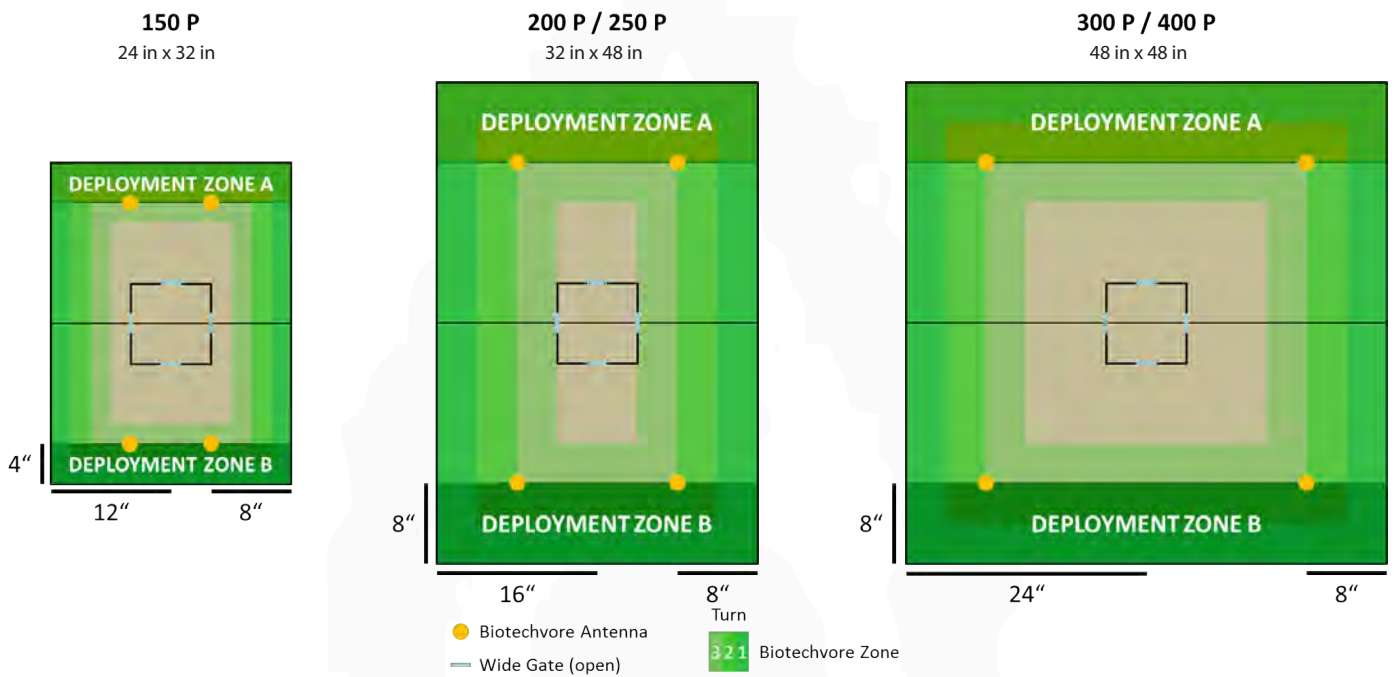 150 P
24 in x 32 in
DEPLOYMENT ZONE A
DEPLOYMENT ZONE B
4“
12“
8“
200 P / 250 P
32 in x 48 in
DEPLOYMENT ZONE A
DEPLOYMENT ZONE B
8“
16“
8“
300 P / 400 P
48 in x 48 in
DEPLOYMENT ZONE A
DEPLOYMENT ZONE B
8“
24“
8“
Biotechvore Antenna
Wide Gate (open)
Turn
3 2 1 Biotechvore Zone